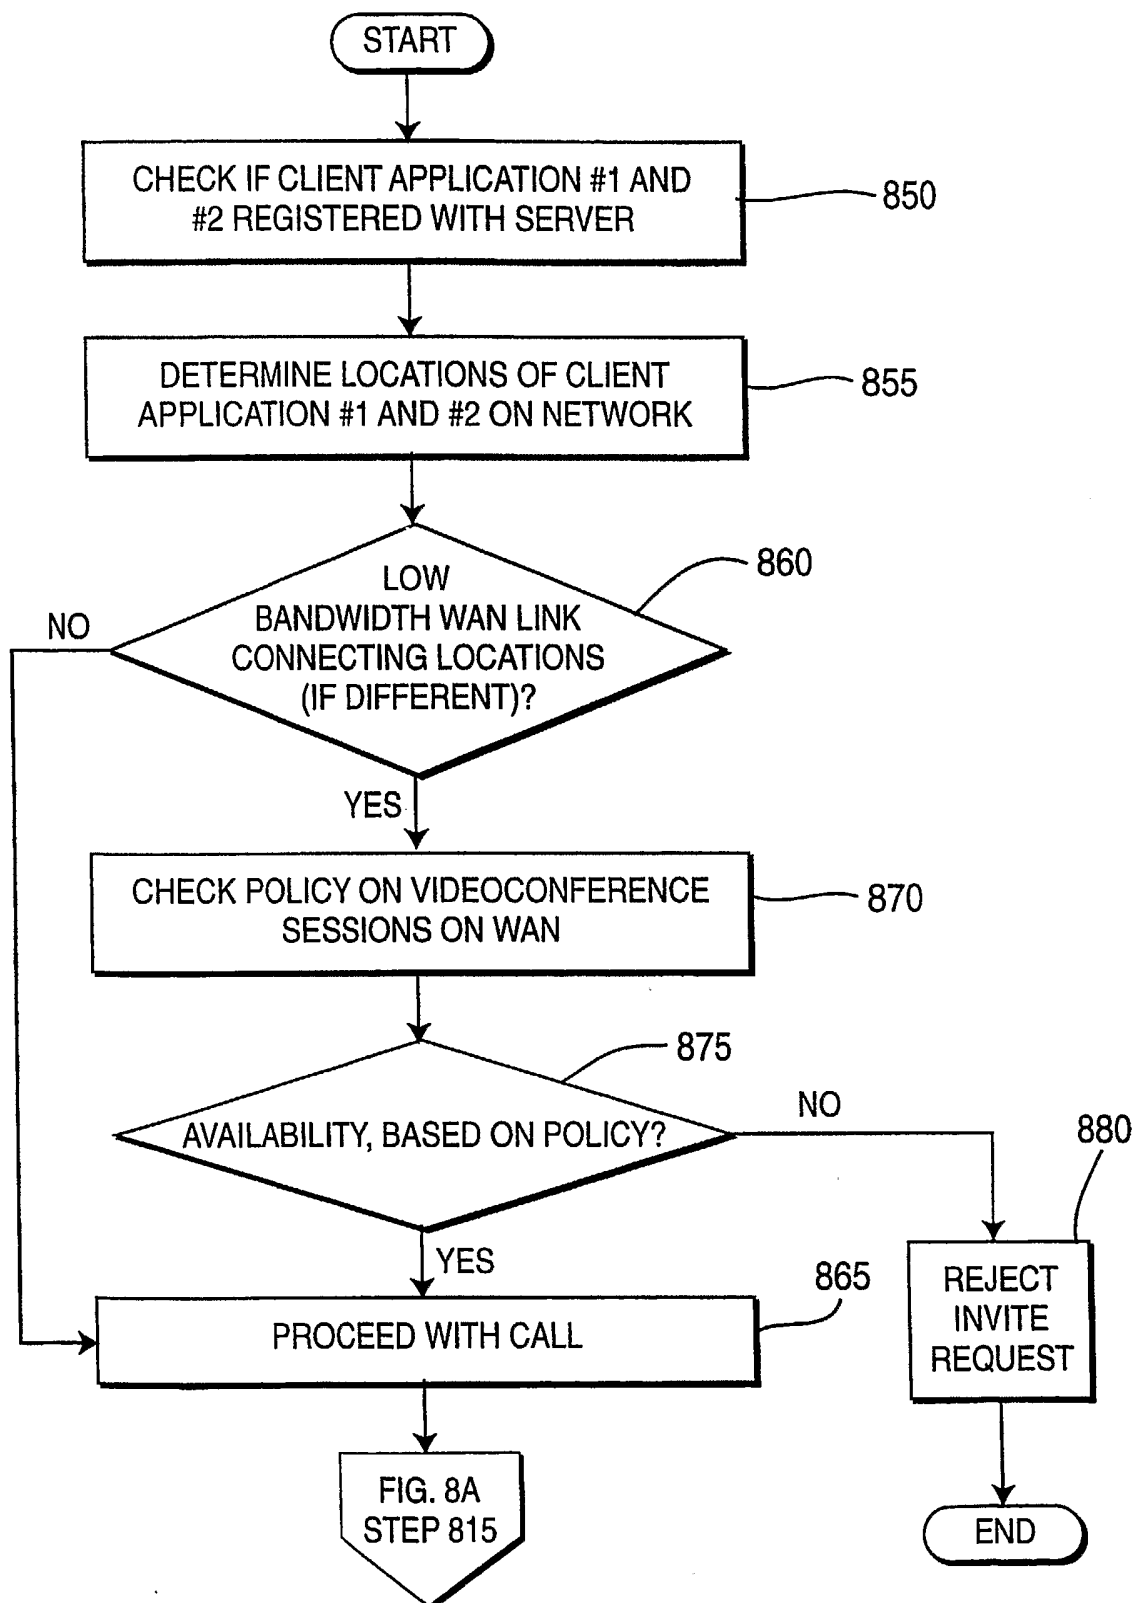 START
CHECK IF CLIENT APPLICATION #1 AND
#2 REGISTERED WITH SERVER
850
DETERMINE LOCATIONS OF CLIENT
APPLICATION #1 AND #2 ON NETWORK
855
LOW
BANDWIDTH WAN LINK
CONNECTING LOCATIONS
(IF DIFFERENT)?
860
NO
YES
CHECK POLICY ON VIDEOCONFERENCE
SESSIONS ON WAN
870
AVAILABILITY, BASED ON POLICY?
875
NO
YES
880
REJECT
INVITE
REQUEST
PROCEED WITH CALL
865
FIG. 8A
STEP 815
END